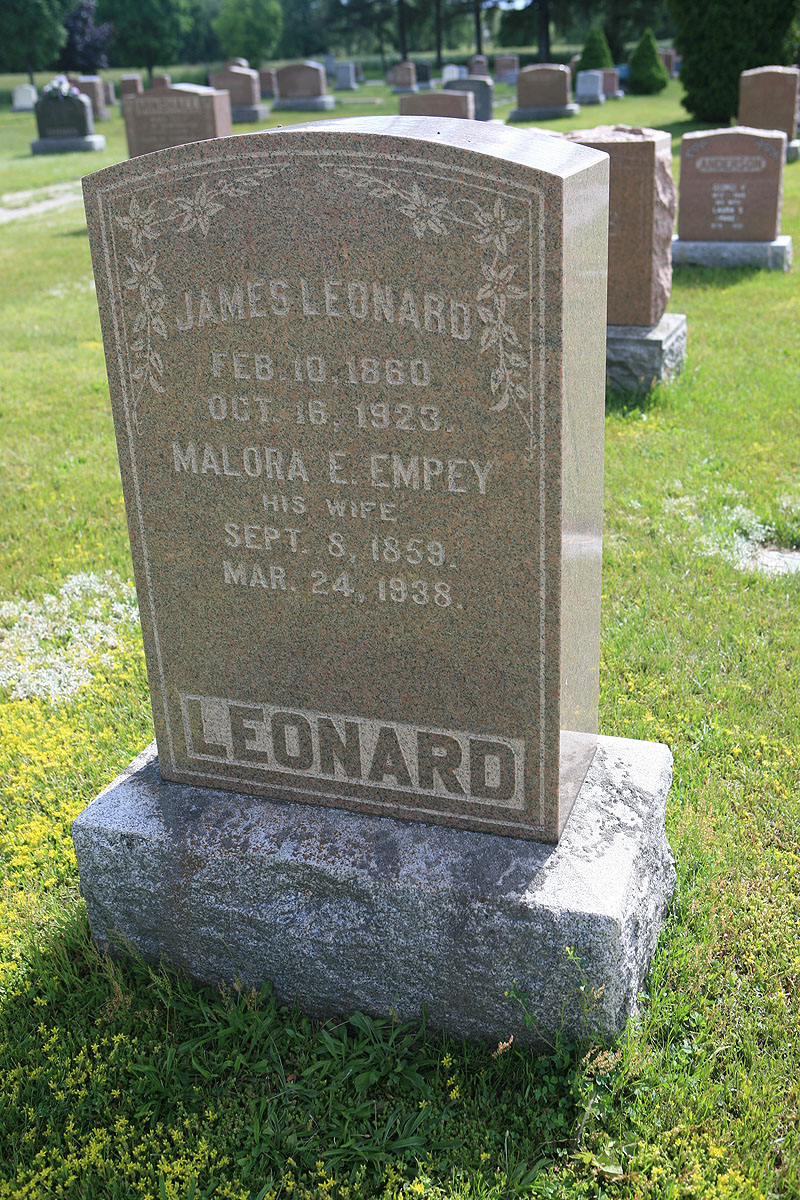 JAMES LEONARD
FEB. 10, 1860
OCT. 16, 1923.
MALORA E. EMPEY
HIS WIFE
SEPT. 8, 1859.
MAR. 24, 1938.
LEONARD
ANDERSON